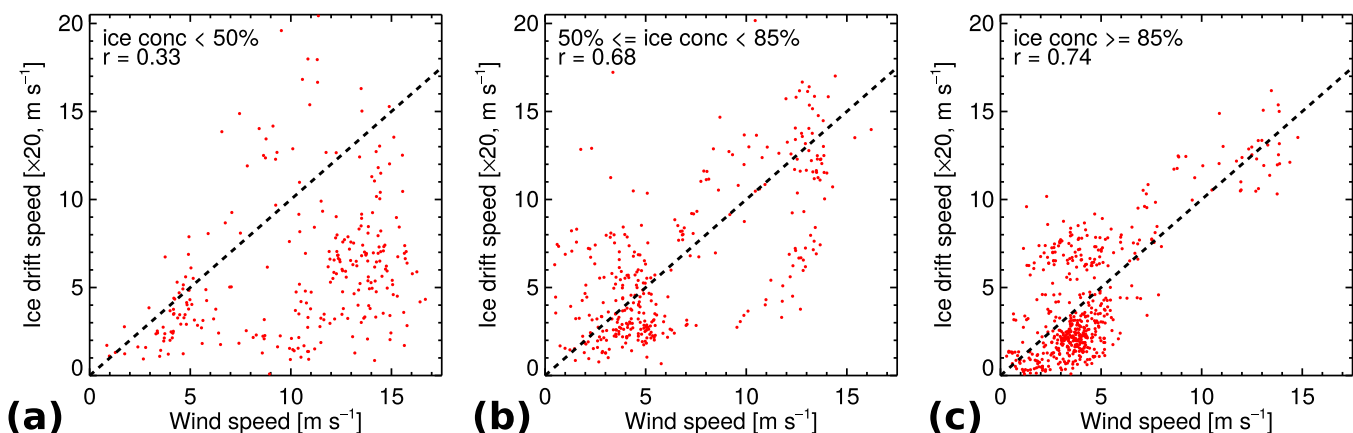 ice conc < 50%
r = 0.33
20
15
10
5
0
Ice drift speed [×20, m s⁻¹]
0 5 10 15
Wind speed [m s⁻¹]
(a)
50% <= ice conc < 85%
r = 0.68
20
15
10
5
0
Ice drift speed [×20, m s⁻¹]
0 5 10 15
Wind speed [m s⁻¹]
(b)
ice conc >= 85%
r = 0.74
20
15
10
5
0
Ice drift speed [×20, m s⁻¹]
0 5 10 15
Wind speed [m s⁻¹]
(c)